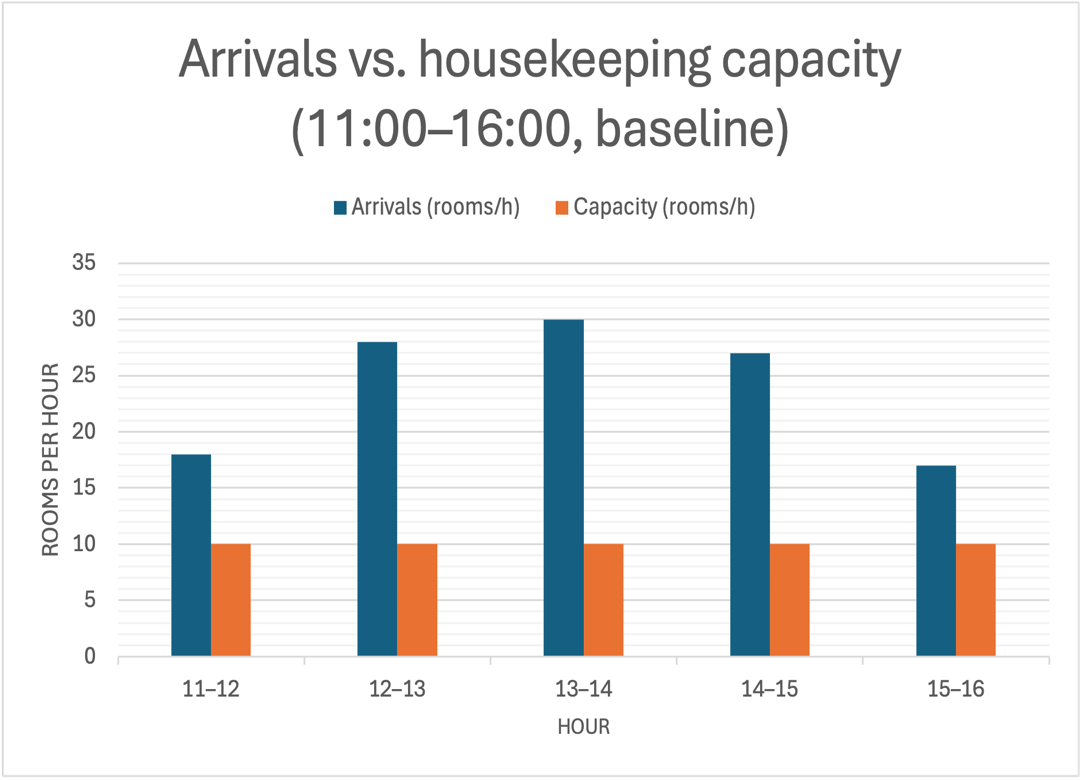 Arrivals vs. housekeeping capacity
(11:00–16:00, baseline)
Arrivals (rooms/h) Capacity (rooms/h)
35
30
25
20
15
10
5
0
ROOMS PER HOUR
11–12 12–13 13–14 14–15 15–16
HOUR